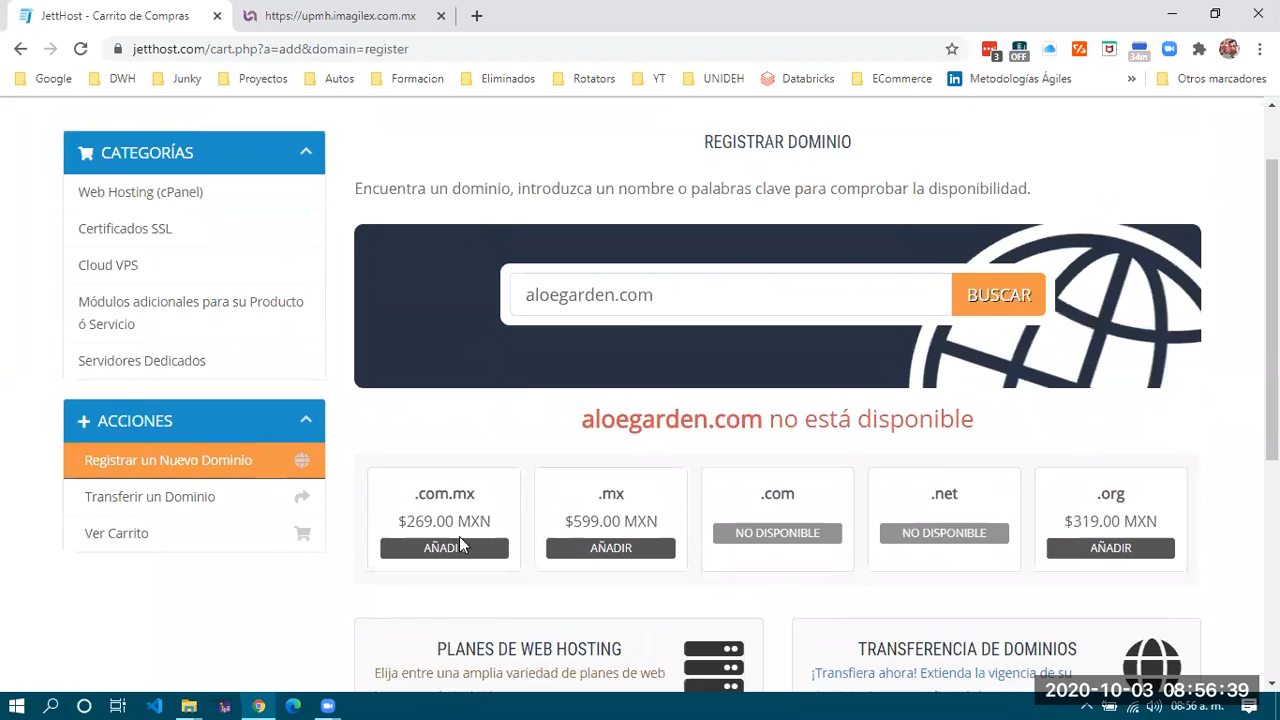 JettHost - Carrito de Compras
https://upmh.imagilex.com.mx
jetthost.com/cart.php?a=add&domain=register
3
OFF
34m
Google
DWH
Junky
Proyectos
Autos
Formacion
Eliminados
Rotators
YT
UNIDEH
Databricks
ECommerce
Metodologías Ágiles
»
Otros marcadores
CATEGORÍAS
Web Hosting (cPanel)
Certificados SSL
Cloud VPS
Módulos adicionales para su Producto
ó Servicio
Servidores Dedicados
ACCIONES
Registrar un Nuevo Dominio
Transferir un Dominio
Ver Carrito
REGISTRAR DOMINIO
Encuentra un dominio, introduzca un nombre o palabras clave para comprobar la disponibilidad.
aloegarden.com
BUSCAR
aloegarden.com no está disponible
.com.mx
$269.00 MXN
AÑADIR
.mx
$599.00 MXN
AÑADIR
.com
NO DISPONIBLE
.net
NO DISPONIBLE
.org
$319.00 MXN
AÑADIR
PLANES DE WEB HOSTING
Elija entre una amplia variedad de planes de web
TRANSFERENCIA DE DOMINIOS
¡Transfiera ahora! Extienda la vigencia de su
2020-10-03 08:56:39
08:56 a. m.